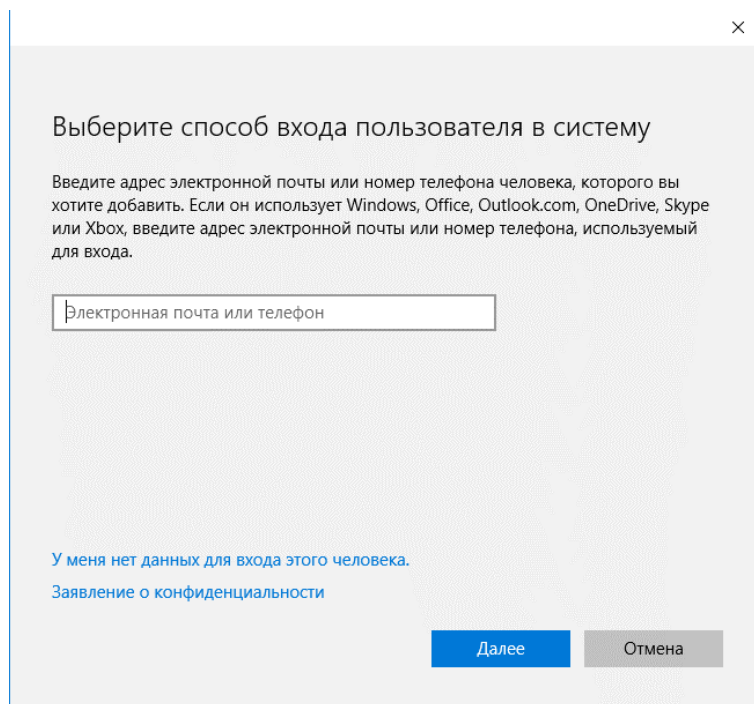 Выберите способ входа пользователя в систему
Введите адрес электронной почты или номер телефона человека, которого вы
хотите добавить. Если он использует Windows, Office, Outlook.com, OneDrive, Skype
или Xbox, введите адрес электронной почты или номер телефона, используемый
для входа.
Электронная почта или телефон
У меня нет данных для входа этого человека.
Заявление о конфиденциальности
Далее Отмена